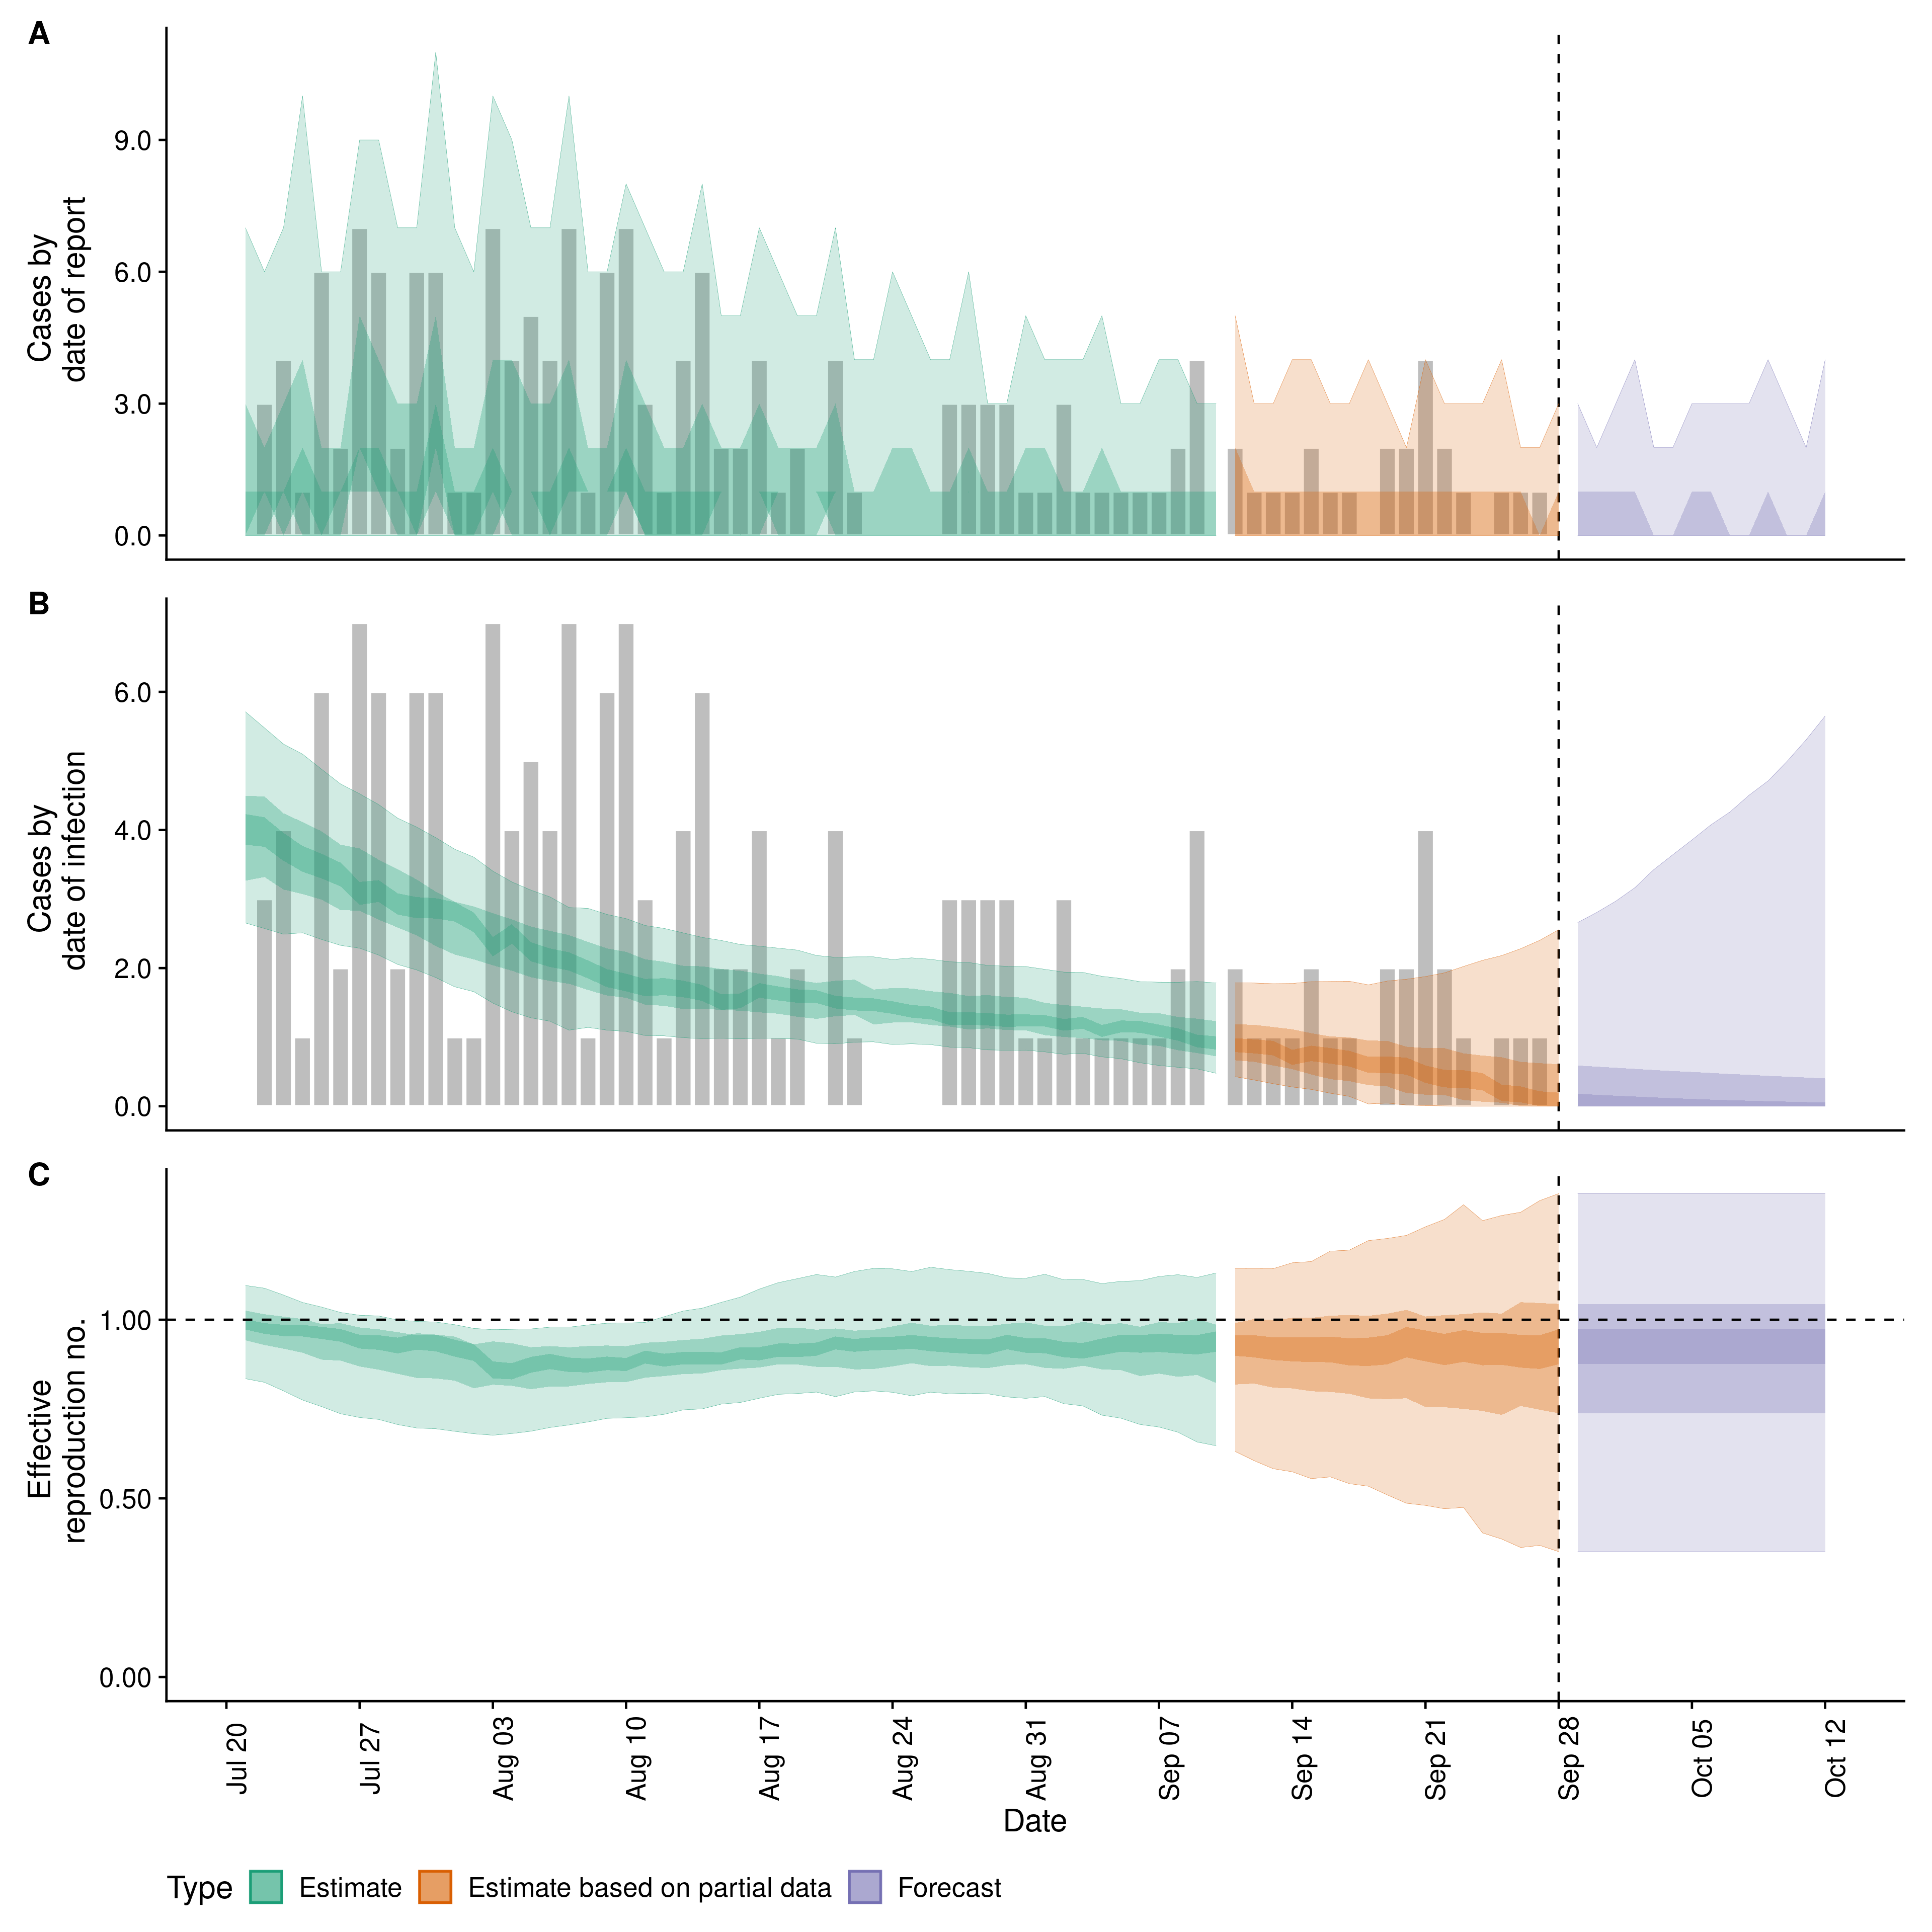 A
Cases by
date of report
9.0
6.0
3.0
0.0
B
Cases by
date of infection
6.0
4.0
2.0
0.0
C
Effective
reproduction no.
1.00
0.50
0.00
Jul 20
Jul 27
Aug 03
Aug 10
Aug 17
Aug 24
Aug 31
Sep 07
Sep 14
Sep 21
Sep 28
Oct 05
Oct 12
Date
Type Estimate Estimate based on partial data Forecast